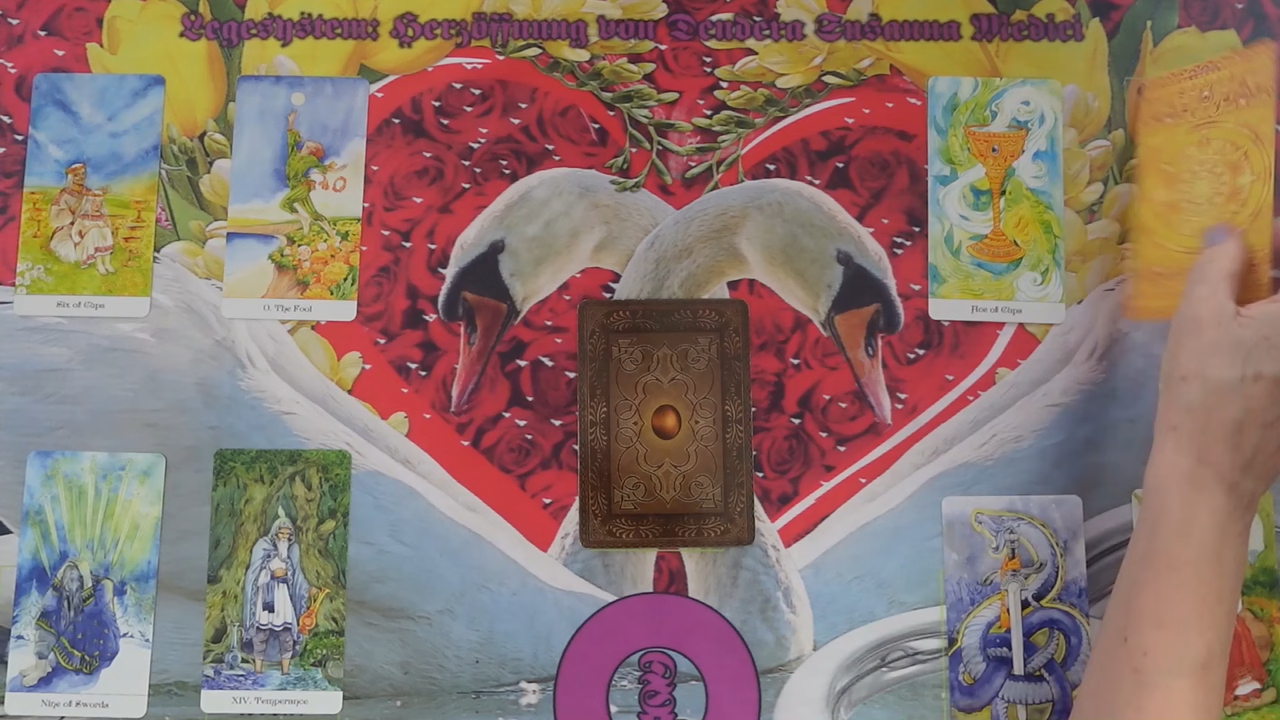 Legesÿstem: Herzöffnung von Dendera Susanna Medici
Six of Cups
0. The Fool
Ace of Cups
Nine of Swords
XIV. Temperance